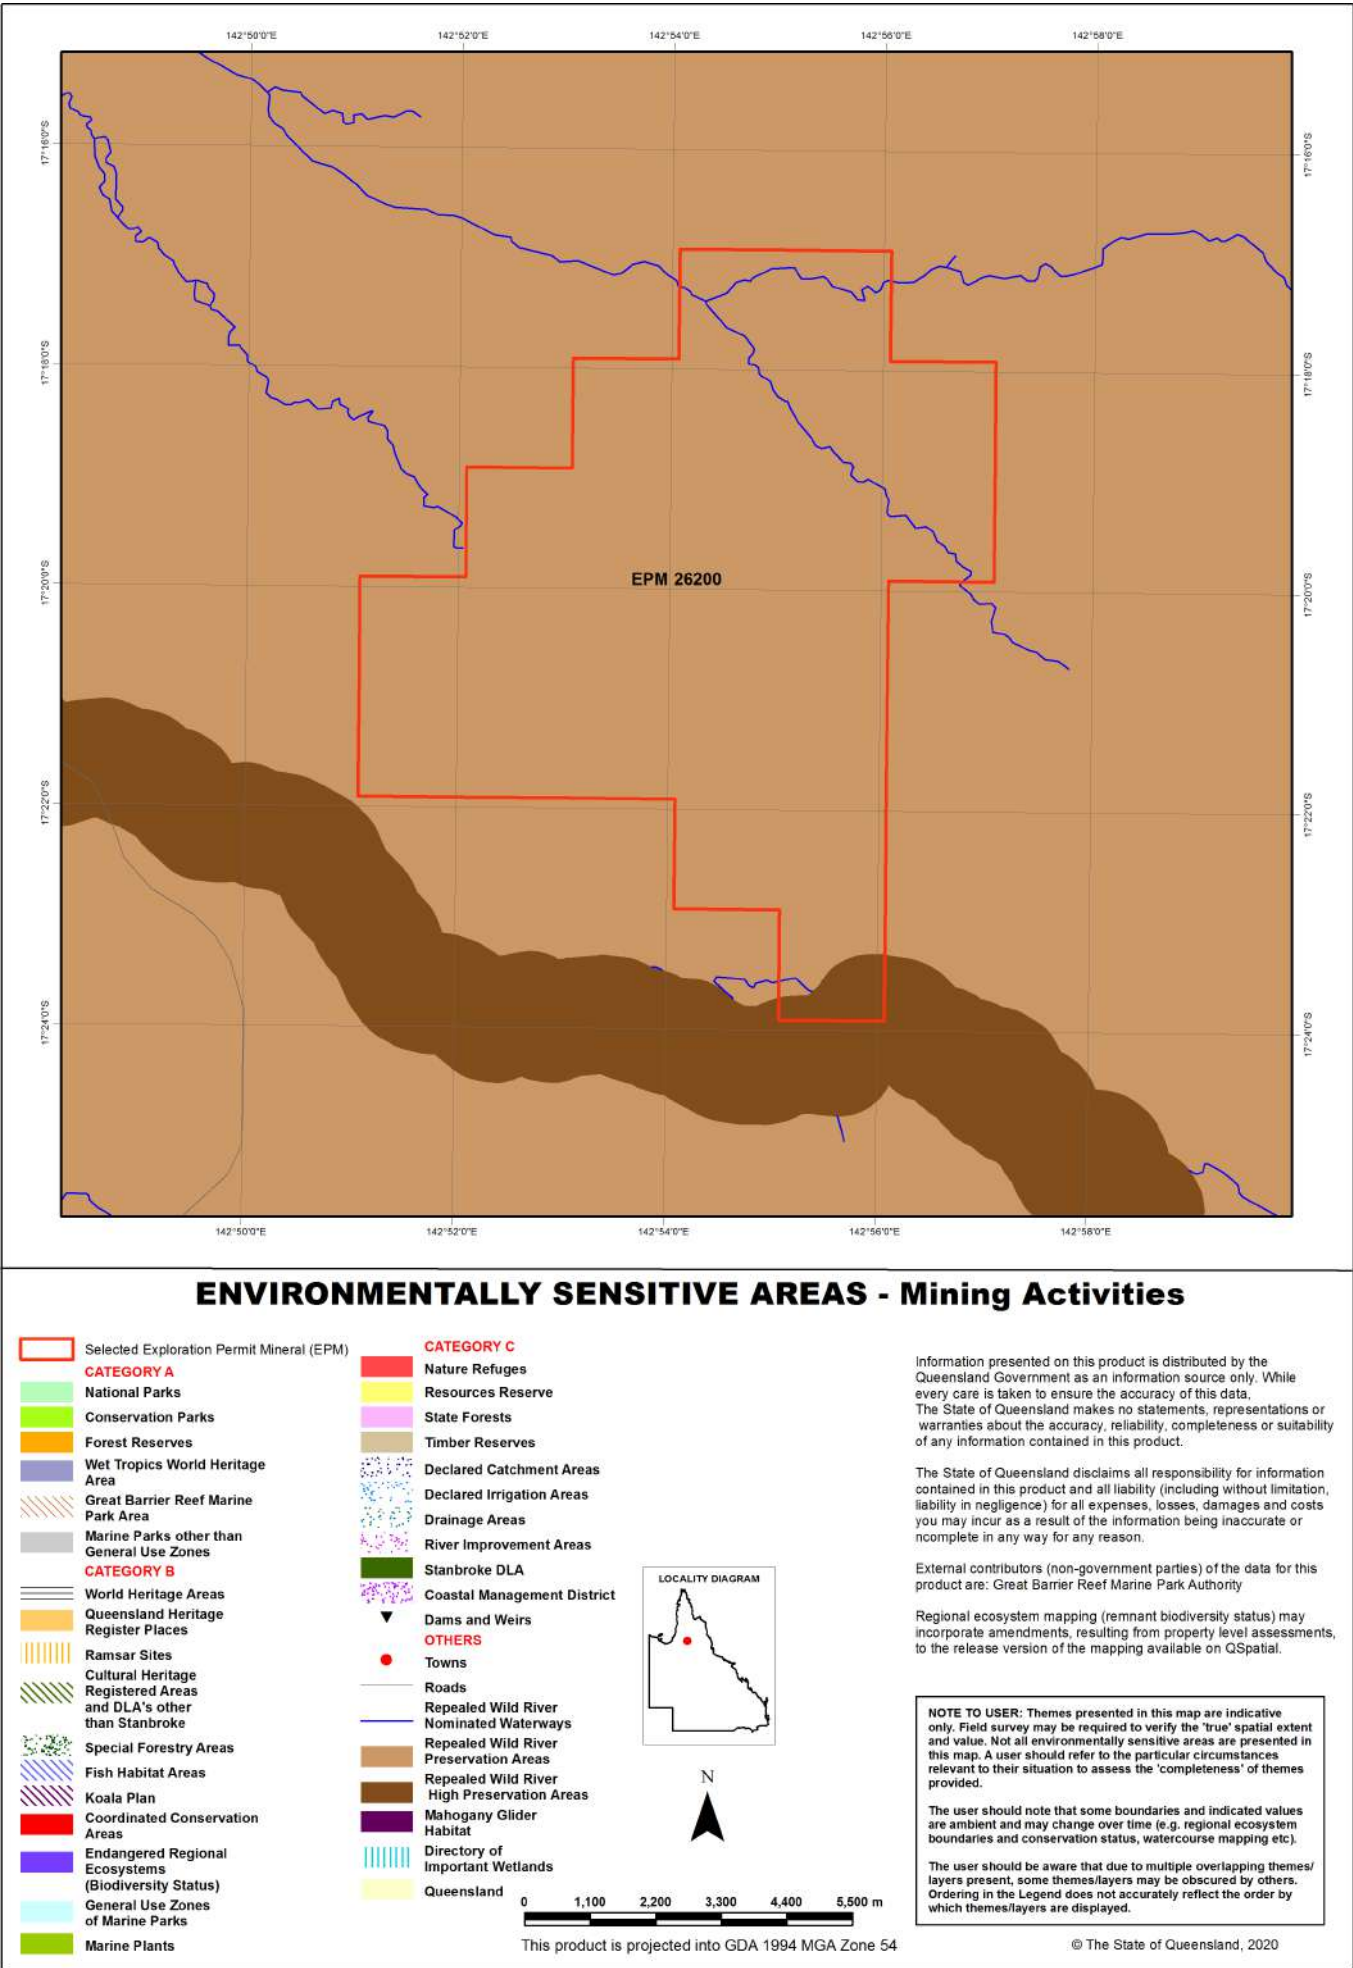 142°50'0"E
142°52'0"E
142°54'0"E
142°56'0"E
142°58'0"E
17°16'0"S
17°18'0"S
17°20'0"S
17°22'0"S
17°24'0"S
17°16'0"S
17°18'0"S
17°20'0"S
17°22'0"S
17°24'0"S
EPM 26200
142°50'0"E
142°52'0"E
142°54'0"E
142°56'0"E
142°58'0"E
ENVIRONMENTALLY SENSITIVE AREAS - Mining Activities
Selected Exploration Permit Mineral (EPM)
CATEGORY A
National Parks
Conservation Parks
Forest Reserves
Wet Tropics World Heritage
Area
Great Barrier Reef Marine
Park Area
Marine Parks other than
General Use Zones
CATEGORY B
World Heritage Areas
Queensland Heritage
Register Places
Ramsar Sites
Cultural Heritage
Registered Areas
and DLA's other
than Stanbroke
Special Forestry Areas
Fish Habitat Areas
Koala Plan
Coordinated Conservation
Areas
Endangered Regional
Ecosystems
(Biodiversity Status)
General Use Zones
of Marine Parks
Marine Plants
CATEGORY C
Nature Refuges
Resources Reserve
State Forests
Timber Reserves
Declared Catchment Areas
Declared Irrigation Areas
Drainage Areas
River Improvement Areas
Stanbroke DLA
Coastal Management District
Dams and Weirs
OTHERS
Towns
Roads
Repealed Wild River
Nominated Waterways
Repealed Wild River
Preservation Areas
Repealed Wild River
High Preservation Areas
Mahogany Glider
Habitat
Directory of
Important Wetlands
Queensland
LOCALITY DIAGRAM
N
0 1,100 2,200 3,300 4,400 5,500 m
This product is projected into GDA 1994 MGA Zone 54
Information presented on this product is distributed by the
Queensland Government as an information source only. While
every care is taken to ensure the accuracy of this data,
The State of Queensland makes no statements, representations or
warranties about the accuracy, reliability, completeness or suitability
of any information contained in this product.
The State of Queensland disclaims all responsibility for information
contained in this product and all liability (including without limitation,
liability in negligence) for all expenses, losses, damages and costs
you may incur as a result of the information being inaccurate or
ncomplete in any way for any reason.
External contributors (non-government parties) of the data for this
product are: Great Barrier Reef Marine Park Authority
Regional ecosystem mapping (remnant biodiversity status) may
incorporate amendments, resulting from property level assessments,
to the release version of the mapping available on QSpatial.
NOTE TO USER: Themes presented in this map are indicative
only. Field survey may be required to verify the 'true' spatial extent
and value. Not all environmentally sensitive areas are presented in
this map. A user should refer to the particular circumstances
relevant to their situation to assess the 'completeness' of themes
provided.
The user should note that some boundaries and indicated values
are ambient and may change over time (e.g. regional ecosystem
boundaries and conservation status, watercourse mapping etc).
The user should be aware that due to multiple overlapping themes/
layers present, some themes/layers may be obscured by others.
Ordering in the Legend does not accurately reflect the order by
which themes/layers are displayed.
© The State of Queensland, 2020